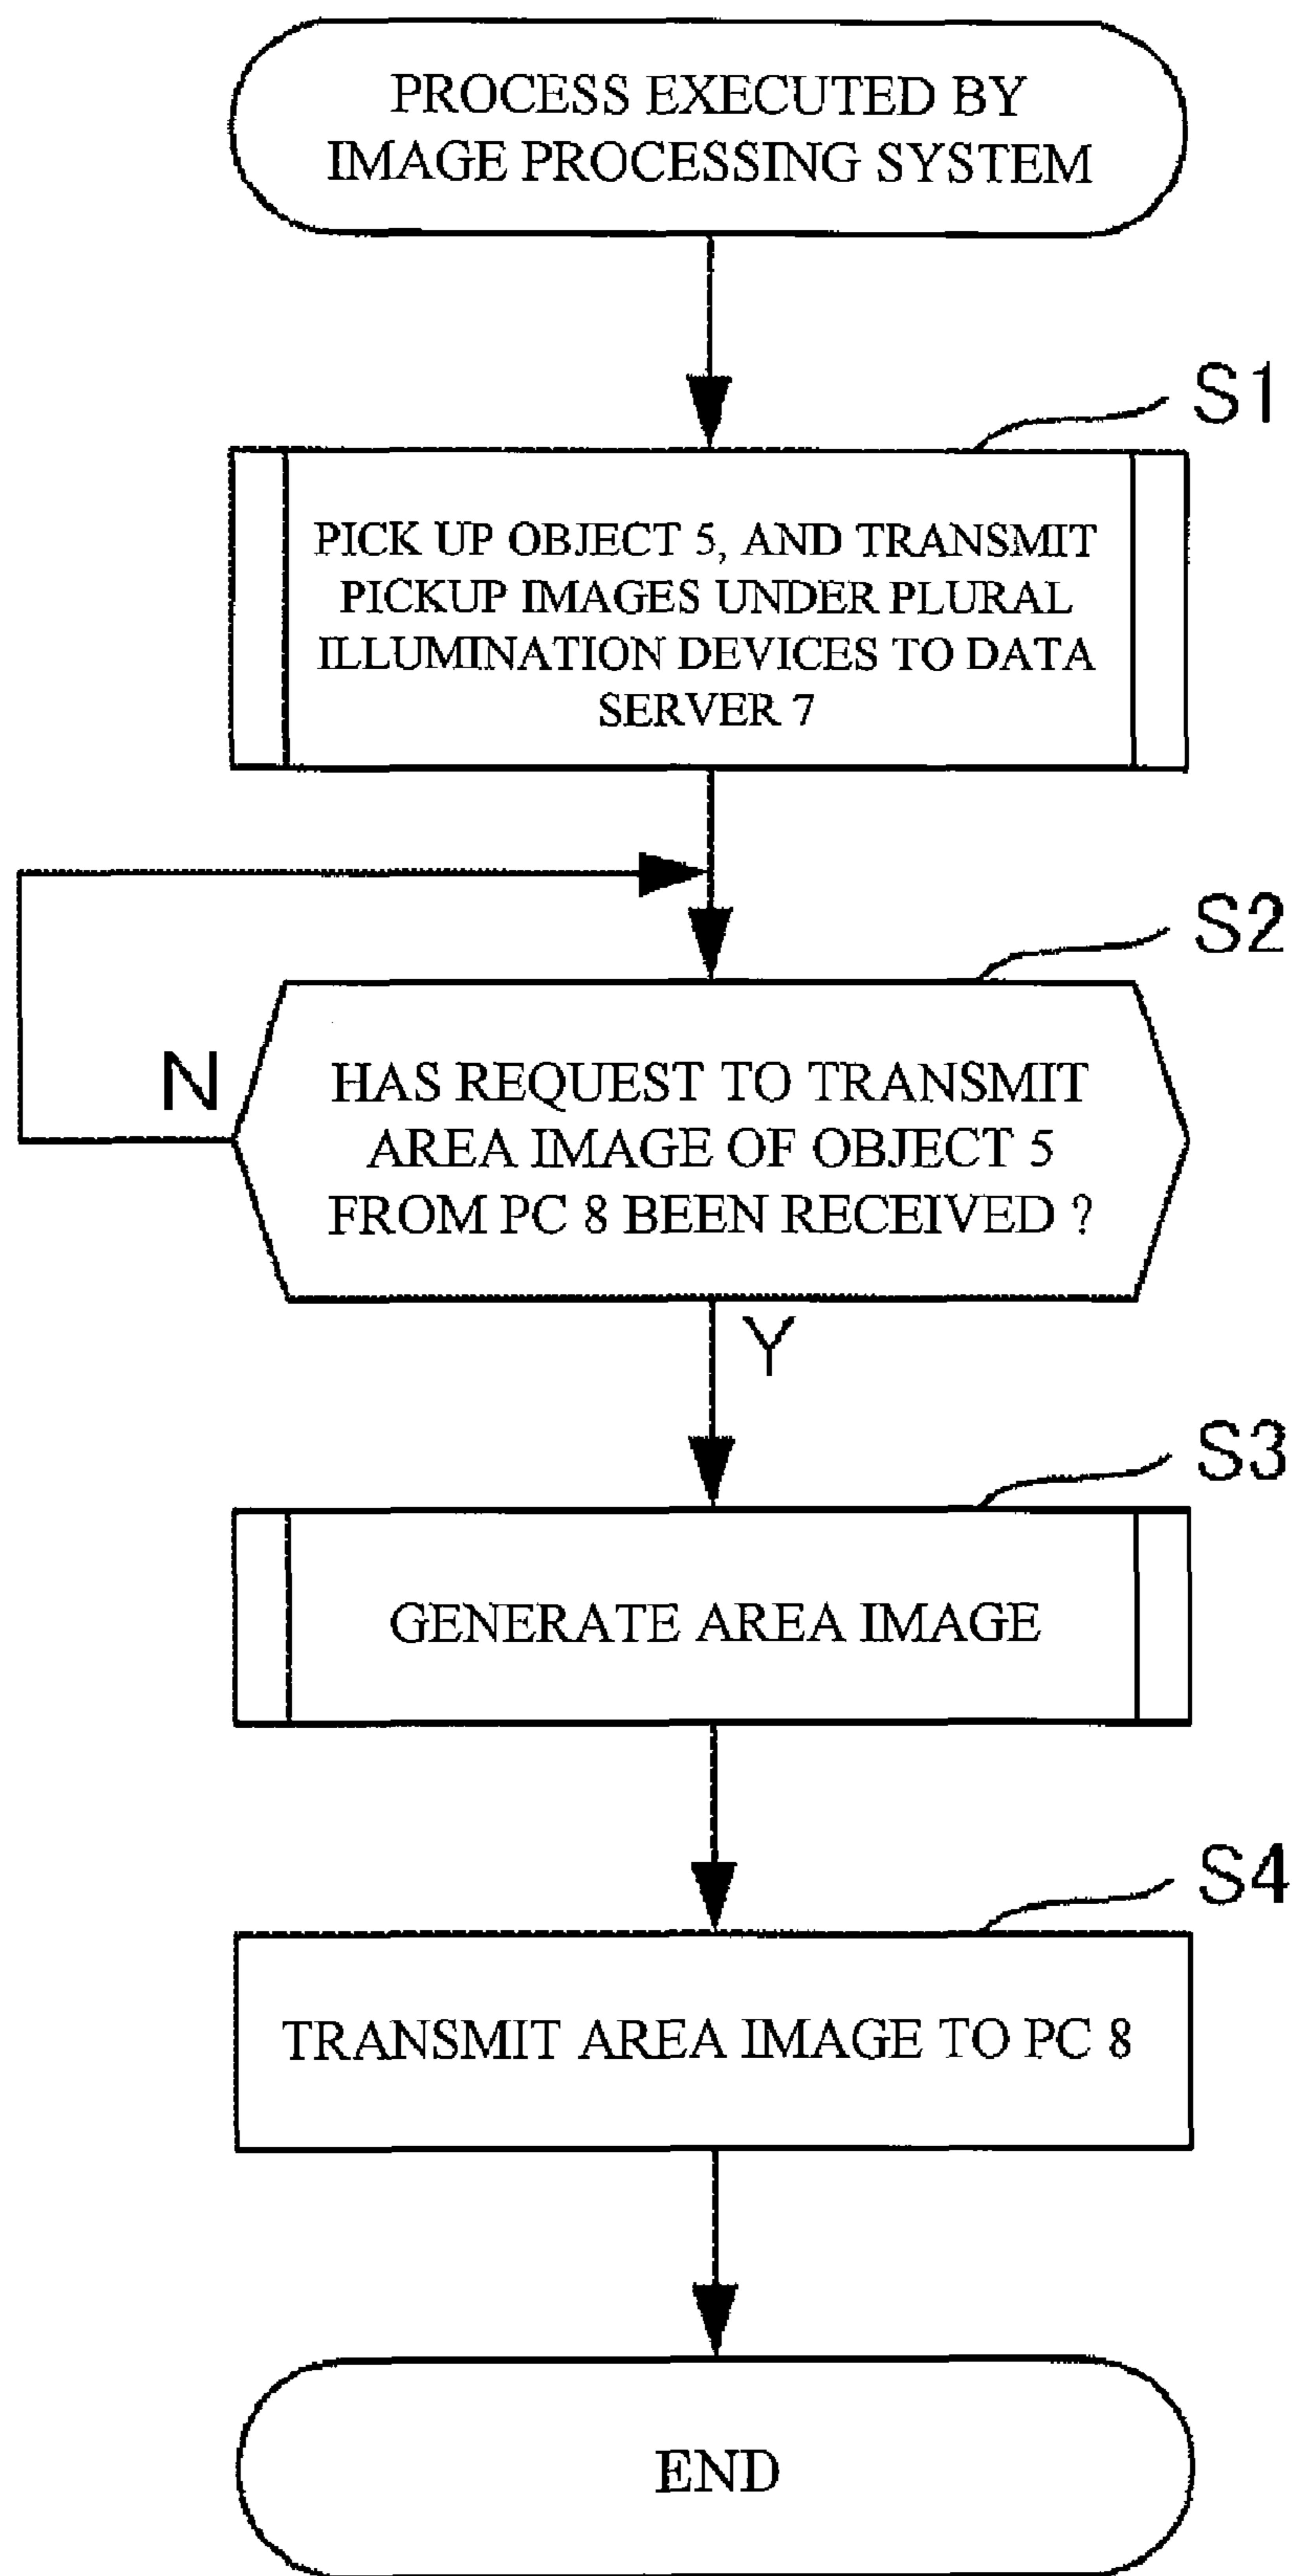 PROCESS EXECUTED BY
IMAGE PROCESSING SYSTEM
S1
PICK UP OBJECT 5, AND TRANSMIT
PICKUP IMAGES UNDER PLURAL
ILLUMINATION DEVICES TO DATA
SERVER 7
S2
N
HAS REQUEST TO TRANSMIT
AREA IMAGE OF OBJECT 5
FROM PC 8 BEEN RECEIVED ?
Y
S3
GENERATE AREA IMAGE
S4
TRANSMIT AREA IMAGE TO PC 8
END